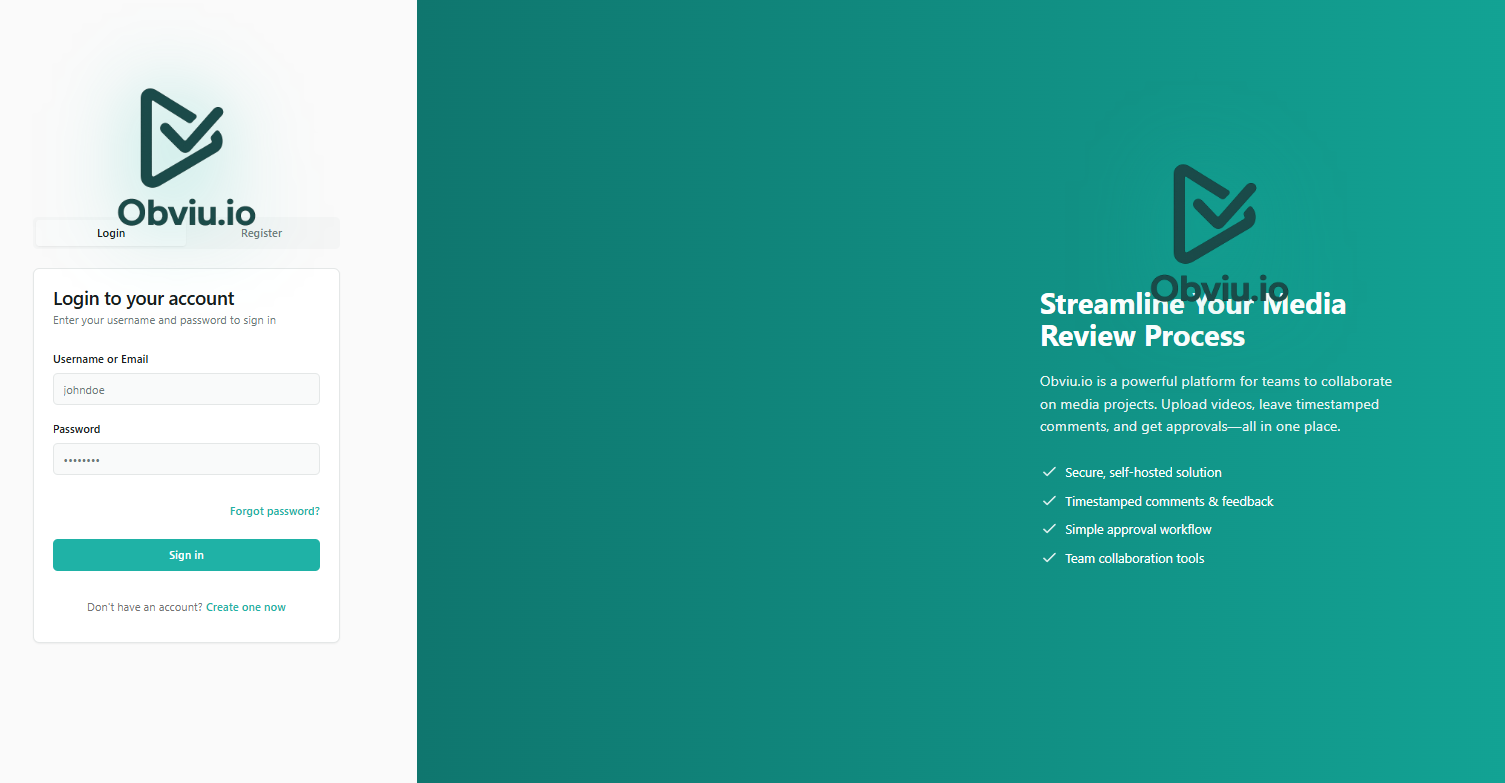 Obviu.io
Login
Register
Login to your account
Enter your username and password to sign in
Username or Email
johndoe
Password
••••••••
Forgot password?
Sign in
Don't have an account? Create one now
Obviu.io
Streamline Your Media
Review Process
Obviu.io is a powerful platform for teams to collaborate
on media projects. Upload videos, leave timestamped
comments, and get approvals—all in one place.
Secure, self-hosted solution
Timestamped comments & feedback
Simple approval workflow
Team collaboration tools